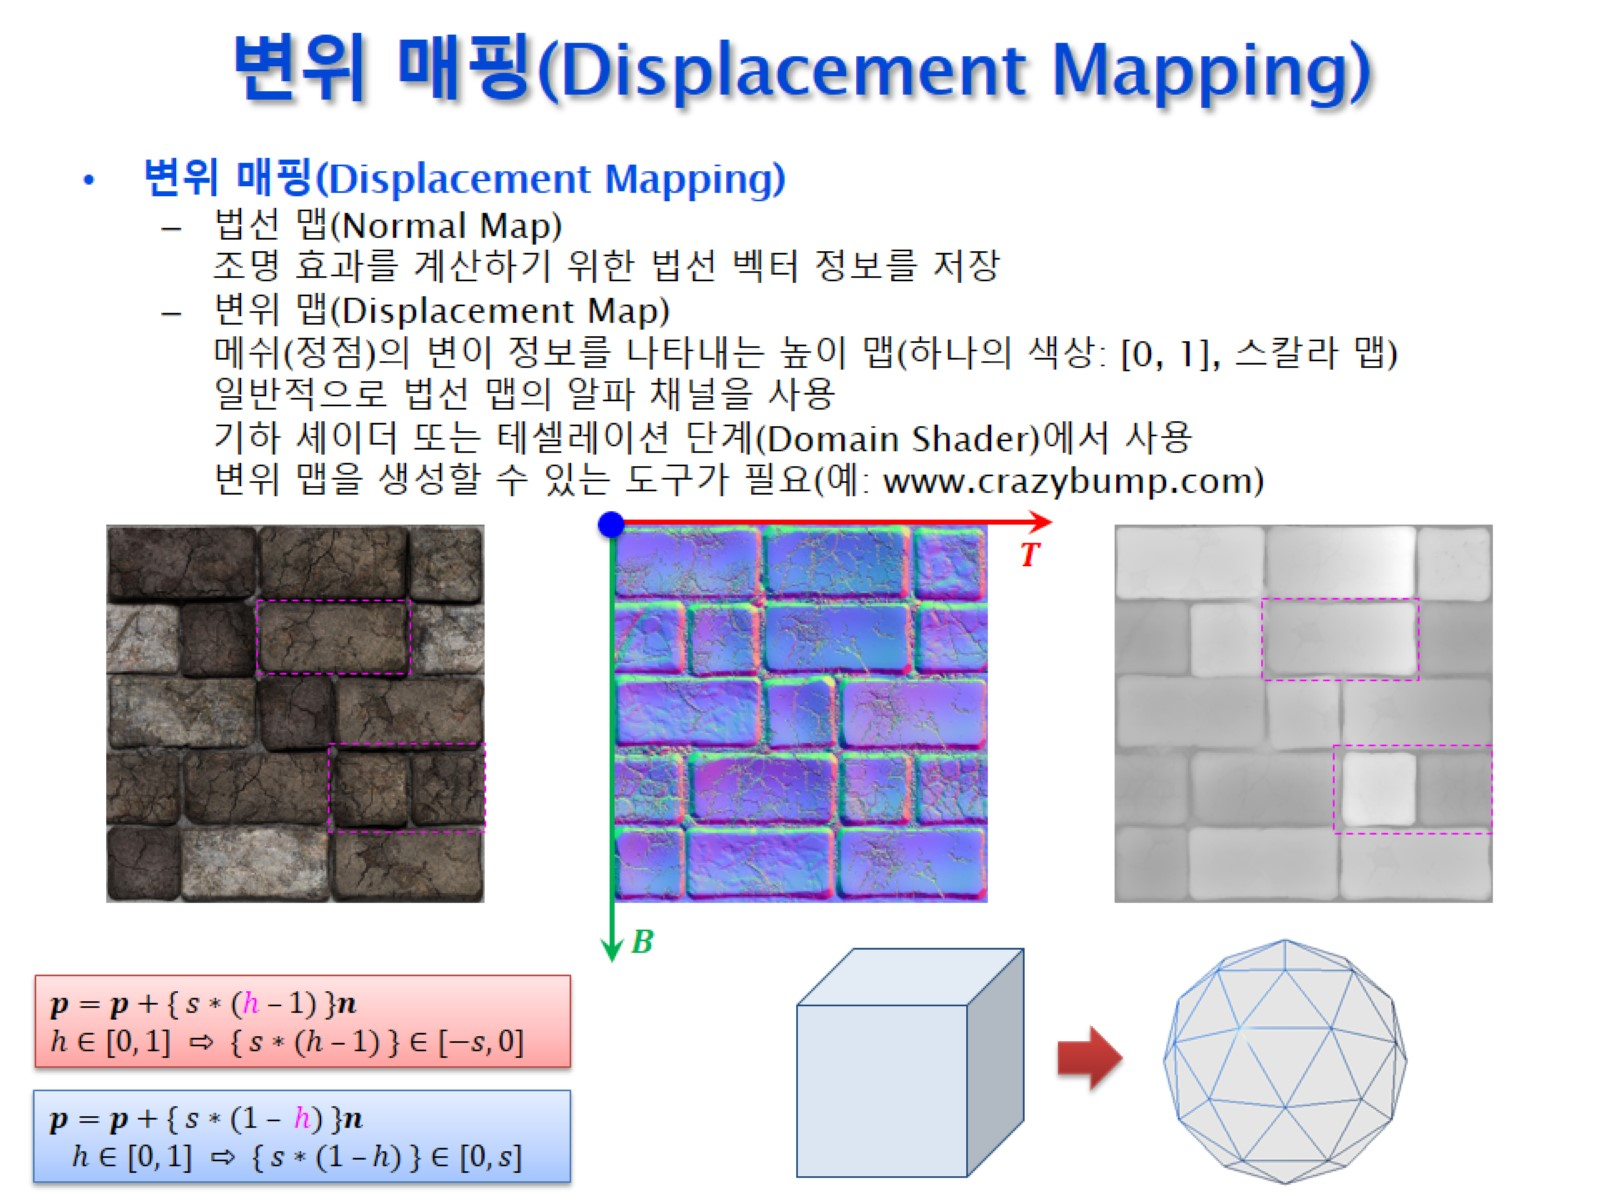 변위 매핑(Displacement Mapping)
• 변위 매핑(Displacement Mapping)
– 법선 맵(Normal Map)
조명 효과를 계산하기 위한 법선 벡터 정보를 저장
– 변위 맵(Displacement Map)
메쉬(정점)의 변이 정보를 나타내는 높이 맵(하나의 색상: [0, 1], 스칼라 맵)
일반적으로 법선 맵의 알파 채널을 사용
기하 셰이더 또는 테셀레이션 단계(Domain Shader)에서 사용
변위 맵을 생성할 수 있는 도구가 필요(예: www.crazybump.com)
T
B
p = p + { s * (h – 1) }n
h ∈ [0, 1] ⇨ { s * (h – 1) } ∈ [−s, 0]
p = p + { s * (1 – h) }n
h ∈ [0, 1] ⇨ { s * (1 – h) } ∈ [0, s]